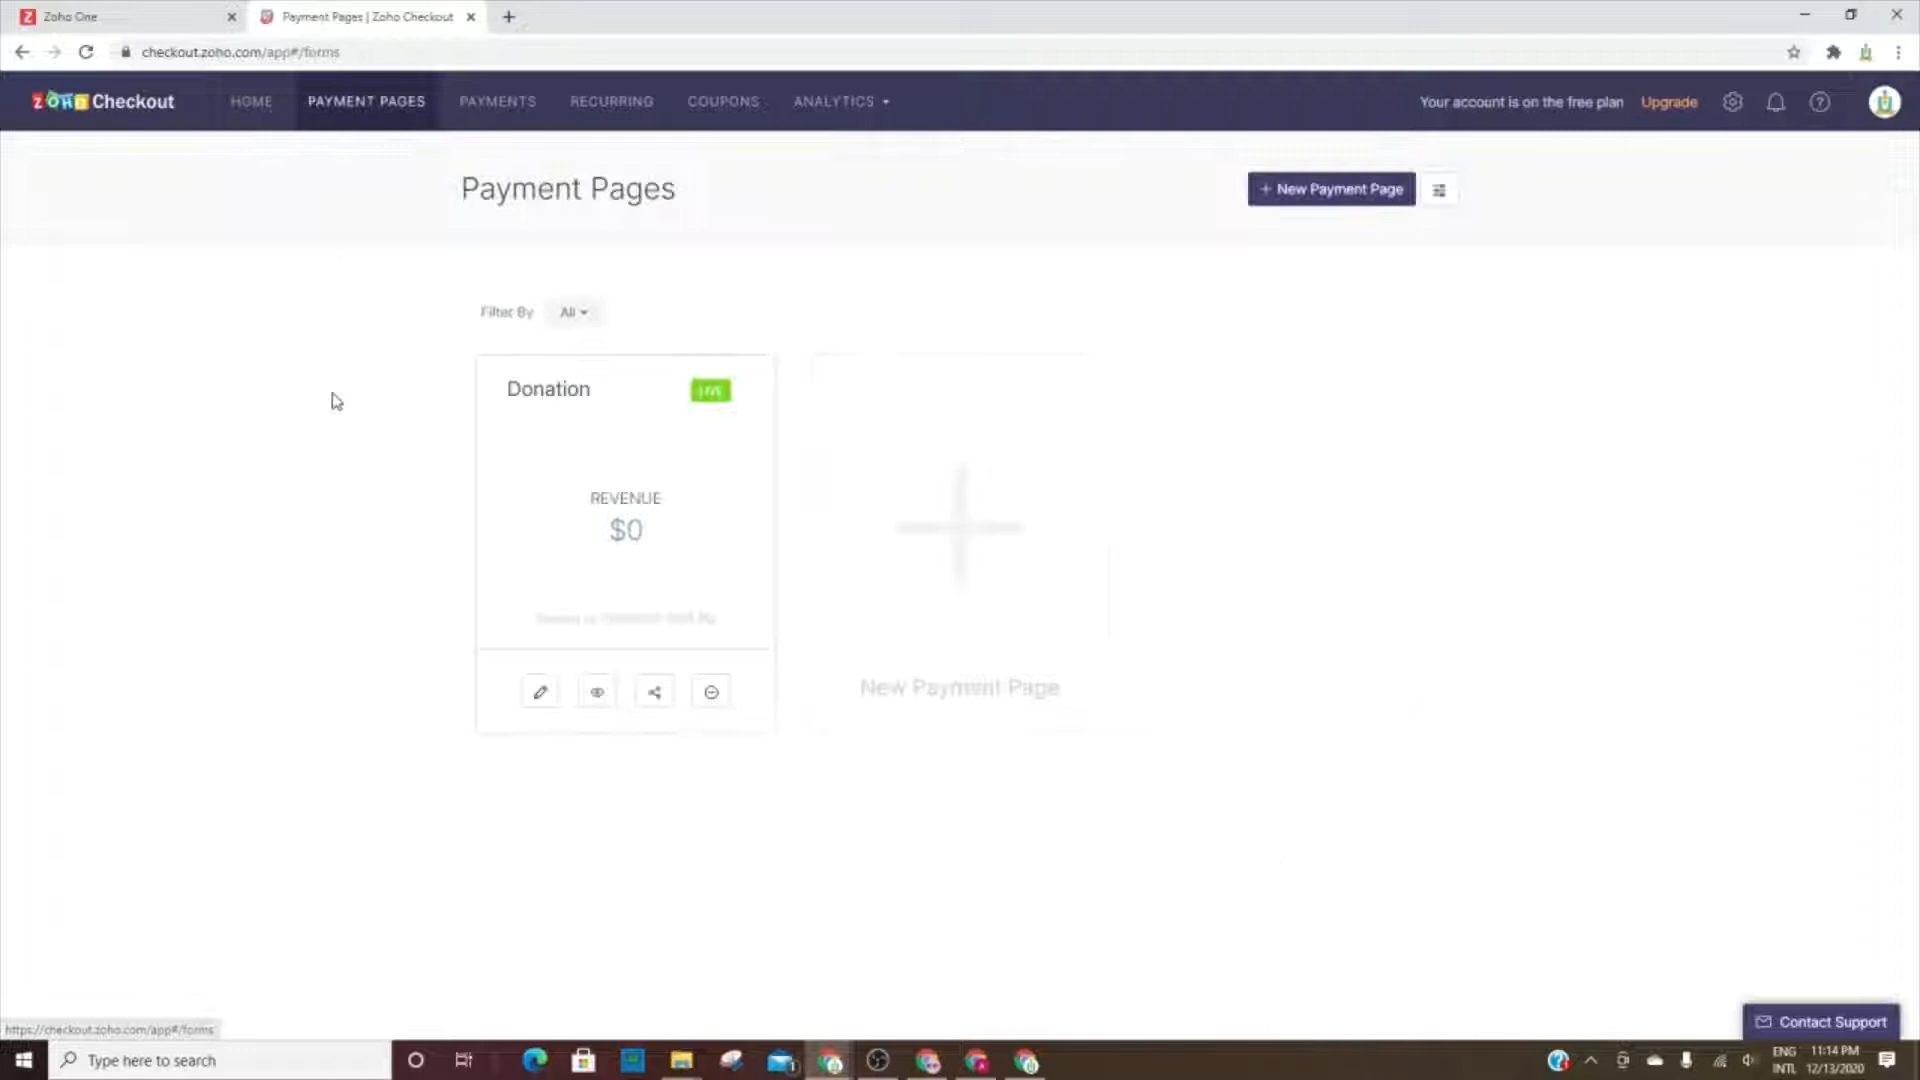 Zoho One
Payment Pages | Zoho Checkout
checkout.zoho.com/app#/forms
ZOHO Checkout
HOME
PAYMENT PAGES
PAYMENTS
RECURRING
COUPONS
ANALYTICS
Your account is on the free plan
Upgrade
Payment Pages
+ New Payment Page
Filter By
All
Donation
LIVE
REVENUE
$0
New Payment Page
https://checkout.zoho.com/app#/forms
Contact Support
Type here to search
ENG
INTL
11:14 PM
12/13/2020